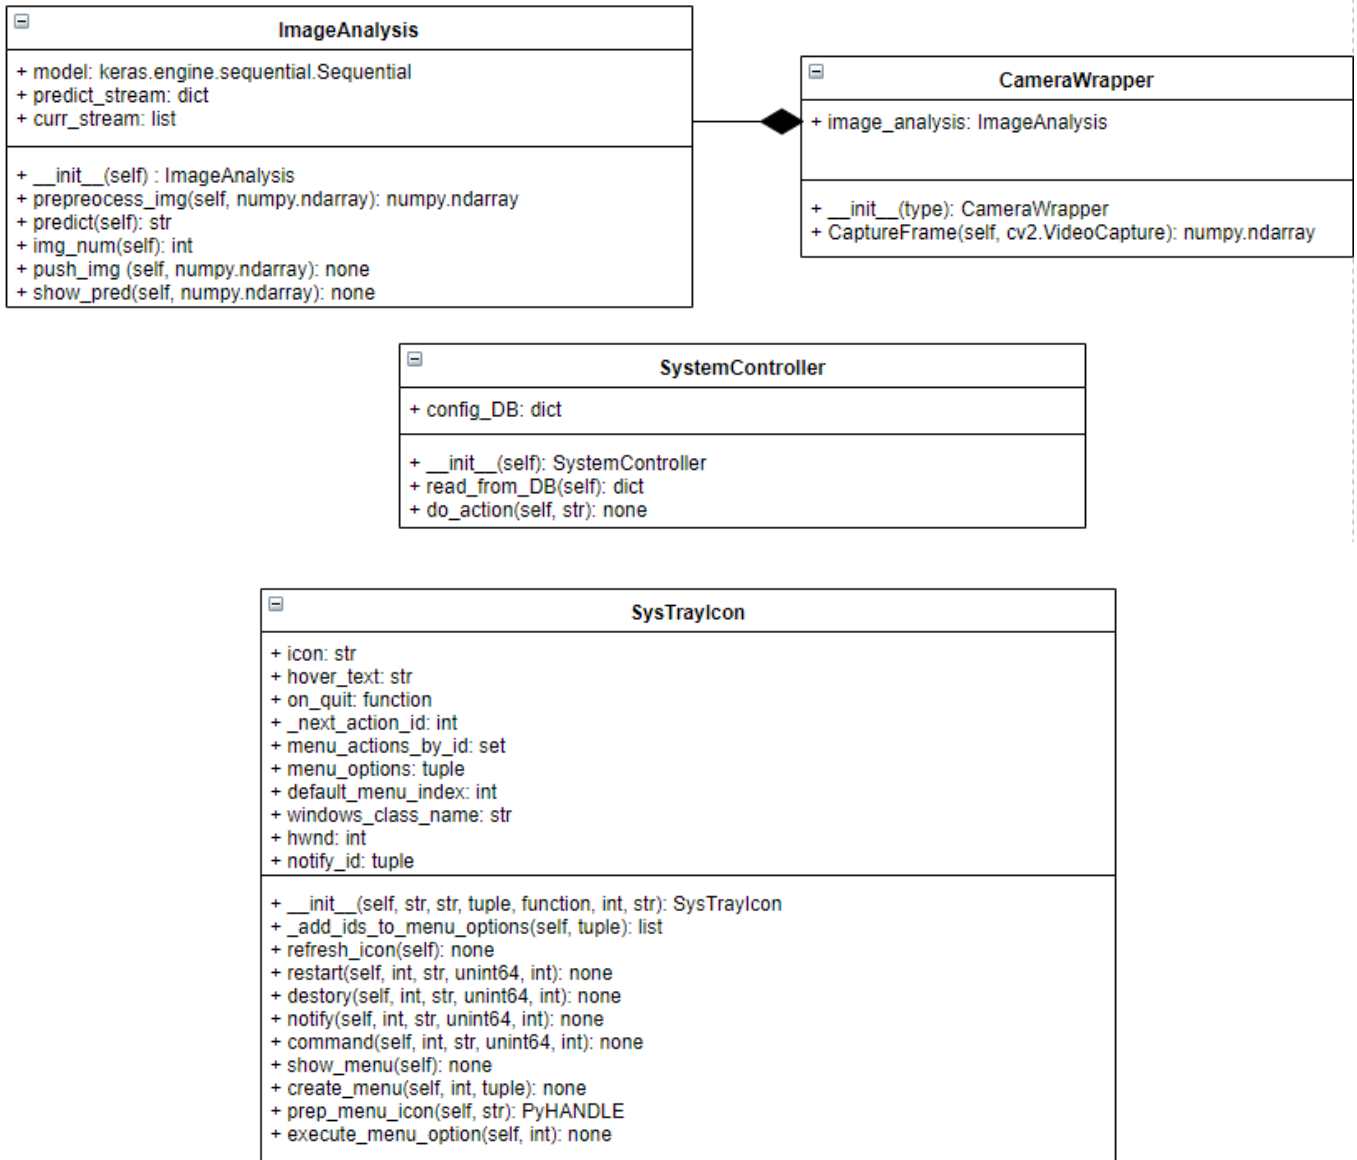 ImageAnalysis
+ model: keras.engine.sequential.Sequential
+ predict_stream: dict
+ curr_stream: list
+ __init__(self) : ImageAnalysis
+ prepreocess_img(self, numpy.ndarray): numpy.ndarray
+ predict(self): str
+ img_num(self): int
+ push_img (self, numpy.ndarray): none
+ show_pred(self, numpy.ndarray): none
CameraWrapper
+ image_analysis: ImageAnalysis
+ __init__(type): CameraWrapper
+ CaptureFrame(self, cv2.VideoCapture): numpy.ndarray
SystemController
+ config_DB: dict
+ __init__(self): SystemController
+ read_from_DB(self): dict
+ do_action(self, str): none
SysTrayIcon
+ icon: str
+ hover_text: str
+ on_quit: function
+ _next_action_id: int
+ menu_actions_by_id: set
+ menu_options: tuple
+ default_menu_index: int
+ windows_class_name: str
+ hwnd: int
+ notify_id: tuple
+ __init__(self, str, str, tuple, function, int, str): SysTrayIcon
+ _add_ids_to_menu_options(self, tuple): list
+ refresh_icon(self): none
+ restart(self, int, str, unint64, int): none
+ destory(self, int, str, unint64, int): none
+ notify(self, int, str, unint64, int): none
+ command(self, int, str, unint64, int): none
+ show_menu(self): none
+ create_menu(self, int, tuple): none
+ prep_menu_icon(self, str): PyHANDLE
+ execute_menu_option(self, int): none